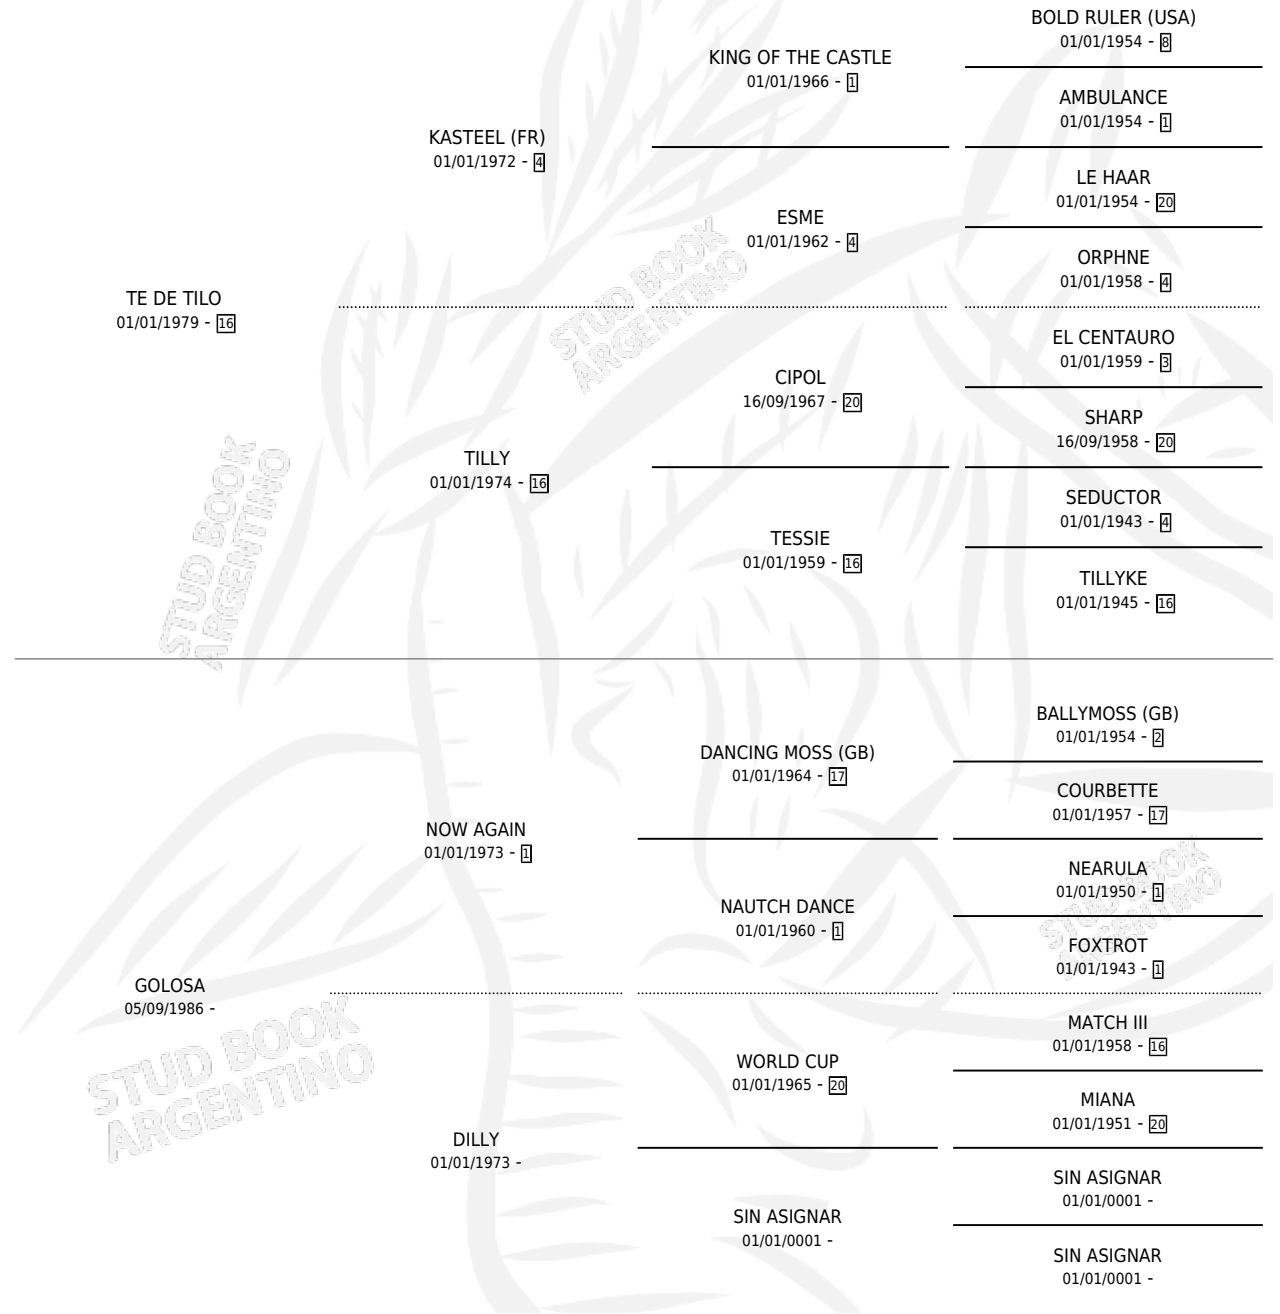 BOLD RULER (USA)
01/01/1954 - 8
KING OF THE CASTLE
01/01/1966 - 1
AMBULANCE
01/01/1954 - 1
KASTEEL (FR)
01/01/1972 - 4
LE HAAR
01/01/1954 - 20
ESME
01/01/1962 - 4
ORPHNE
01/01/1958 - 4
TE DE TILO
01/01/1979 - 16
EL CENTAURO
01/01/1959 - 3
CIPOL
16/09/1967 - 20
SHARP
16/09/1958 - 20
TILLY
01/01/1974 - 16
SEDUCTOR
01/01/1943 - 4
TESSIE
01/01/1959 - 16
TILLYKE
01/01/1945 - 16
BALLYMOSS (GB)
01/01/1954 - 2
DANCING MOSS (GB)
01/01/1964 - 17
COURBETTE
01/01/1957 - 17
NOW AGAIN
01/01/1973 - 1
NEARULA
01/01/1950 - 1
NAUTCH DANCE
01/01/1960 - 1
FOXTROT
01/01/1943 - 1
GOLOSA
05/09/1986 -
MATCH III
01/01/1958 - 16
WORLD CUP
01/01/1965 - 20
MIANA
01/01/1951 - 20
DILLY
01/01/1973 -
SIN ASIGNAR
01/01/0001 -
SIN ASIGNAR
01/01/0001 -
SIN ASIGNAR
01/01/0001 -
STUD BOOK
ARGENTINO
STUD BOOK
ARGENTINO
STUD BOOK
ARGENTINO
STUD BOOK
ARGENTINO